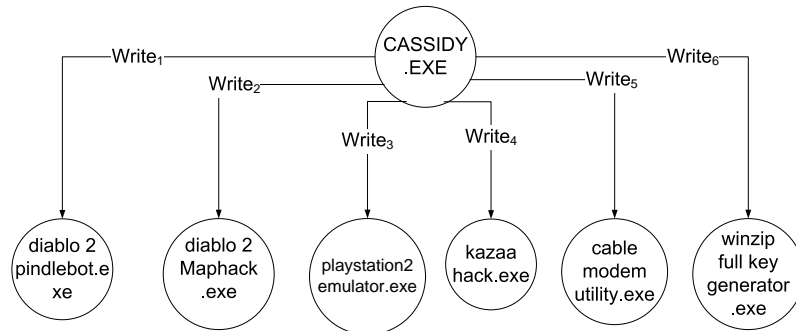 CASSIDY
.EXE
Write₁
Write₂
Write₃
Write₄
Write₅
Write₆
diablo 2
pindlebot.e
xe
diablo 2
Maphack
.exe
playstation2
emulator.exe
kazaa
hack.exe
cable
modem
utility.exe
winzip
full key
generator
.exe